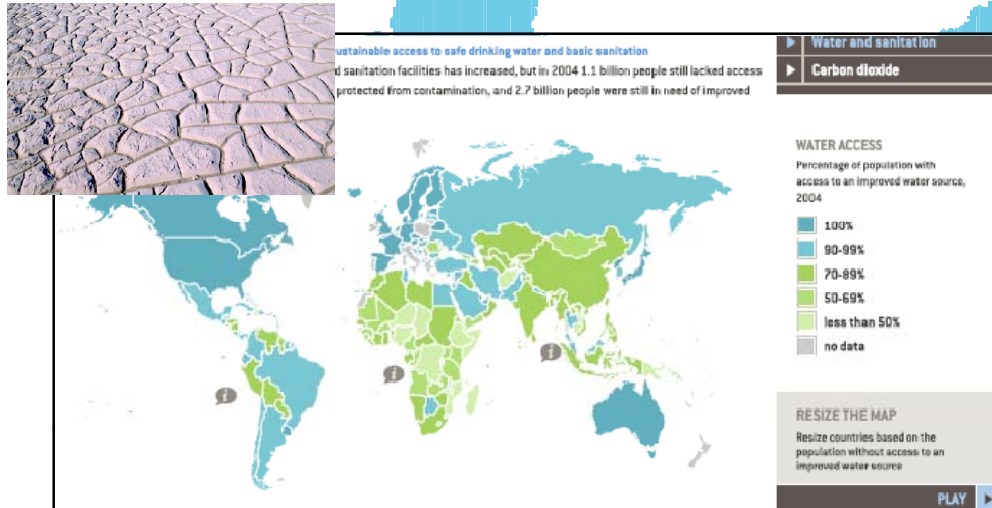 ustainable access to safe drinking water and basic sanitation
d sanitation facilities has increased, but in 2004 1.1 billion people still lacked access
protected from contamination, and 2.7 billion people were still in need of improved
Water and sanitation
Carbon dioxide
WATER ACCESS
Percentage of population with
access to an improved water source,
2004
100%
90-99%
70-89%
50-69%
less than 50%
no data
i
i
i
RESIZE THE MAP
Resize countries based on the
population without access to an
improved water source
PLAY